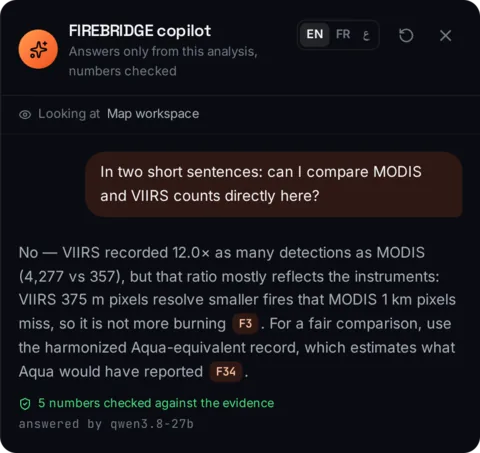 FIREBRIDGE copilot
Answers only from this analysis,
numbers checked
EN FR ع
Looking at Map workspace
In two short sentences: can I compare MODIS
and VIIRS counts directly here?
No — VIIRS recorded 12.0× as many detections as MODIS
(4,277 vs 357), but that ratio mostly reflects the instruments:
VIIRS 375 m pixels resolve smaller fires that MODIS 1 km pixels
miss, so it is not more burning F3 . For a fair comparison, use
the harmonized Aqua-equivalent record, which estimates what
Aqua would have reported F34 .
5 numbers checked against the evidence
answered by qwen3.8-27b